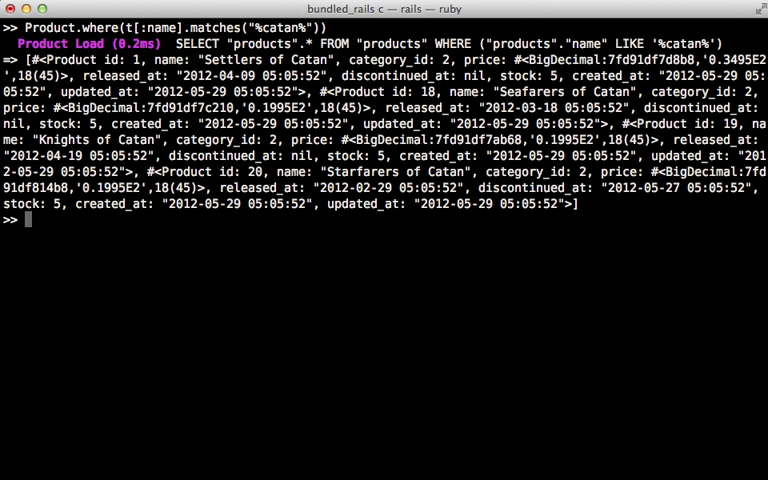 bundled_rails c — rails — ruby
>> Product.where(t[:name].matches("%catan%"))
Product Load (0.2ms)  SELECT "products".* FROM "products" WHERE ("products"."name" LIKE '%catan%')
=> [#<Product id: 1, name: "Settlers of Catan", category_id: 2, price: #<BigDecimal:7fd91df7d8b8,'0.3495E2
',18(45)>, released_at: "2012-04-09 05:05:52", discontinued_at: nil, stock: 5, created_at: "2012-05-29 05:
05:52", updated_at: "2012-05-29 05:05:52">, #<Product id: 18, name: "Seafarers of Catan", category_id: 2,
price: #<BigDecimal:7fd91df7c210,'0.1995E2',18(45)>, released_at: "2012-03-18 05:05:52", discontinued_at:
nil, stock: 5, created_at: "2012-05-29 05:05:52", updated_at: "2012-05-29 05:05:52">, #<Product id: 19, na
me: "Knights of Catan", category_id: 2, price: #<BigDecimal:7fd91df7ab68,'0.1995E2',18(45)>, released_at:
"2012-04-19 05:05:52", discontinued_at: nil, stock: 5, created_at: "2012-05-29 05:05:52", updated_at: "201
2-05-29 05:05:52">, #<Product id: 20, name: "Starfarers of Catan", category_id: 2, price: #<BigDecimal:7fd
91df814b8,'0.1995E2',18(45)>, released_at: "2012-02-29 05:05:52", discontinued_at: "2012-05-27 05:05:52",
stock: 5, created_at: "2012-05-29 05:05:52", updated_at: "2012-05-29 05:05:52">]
>>